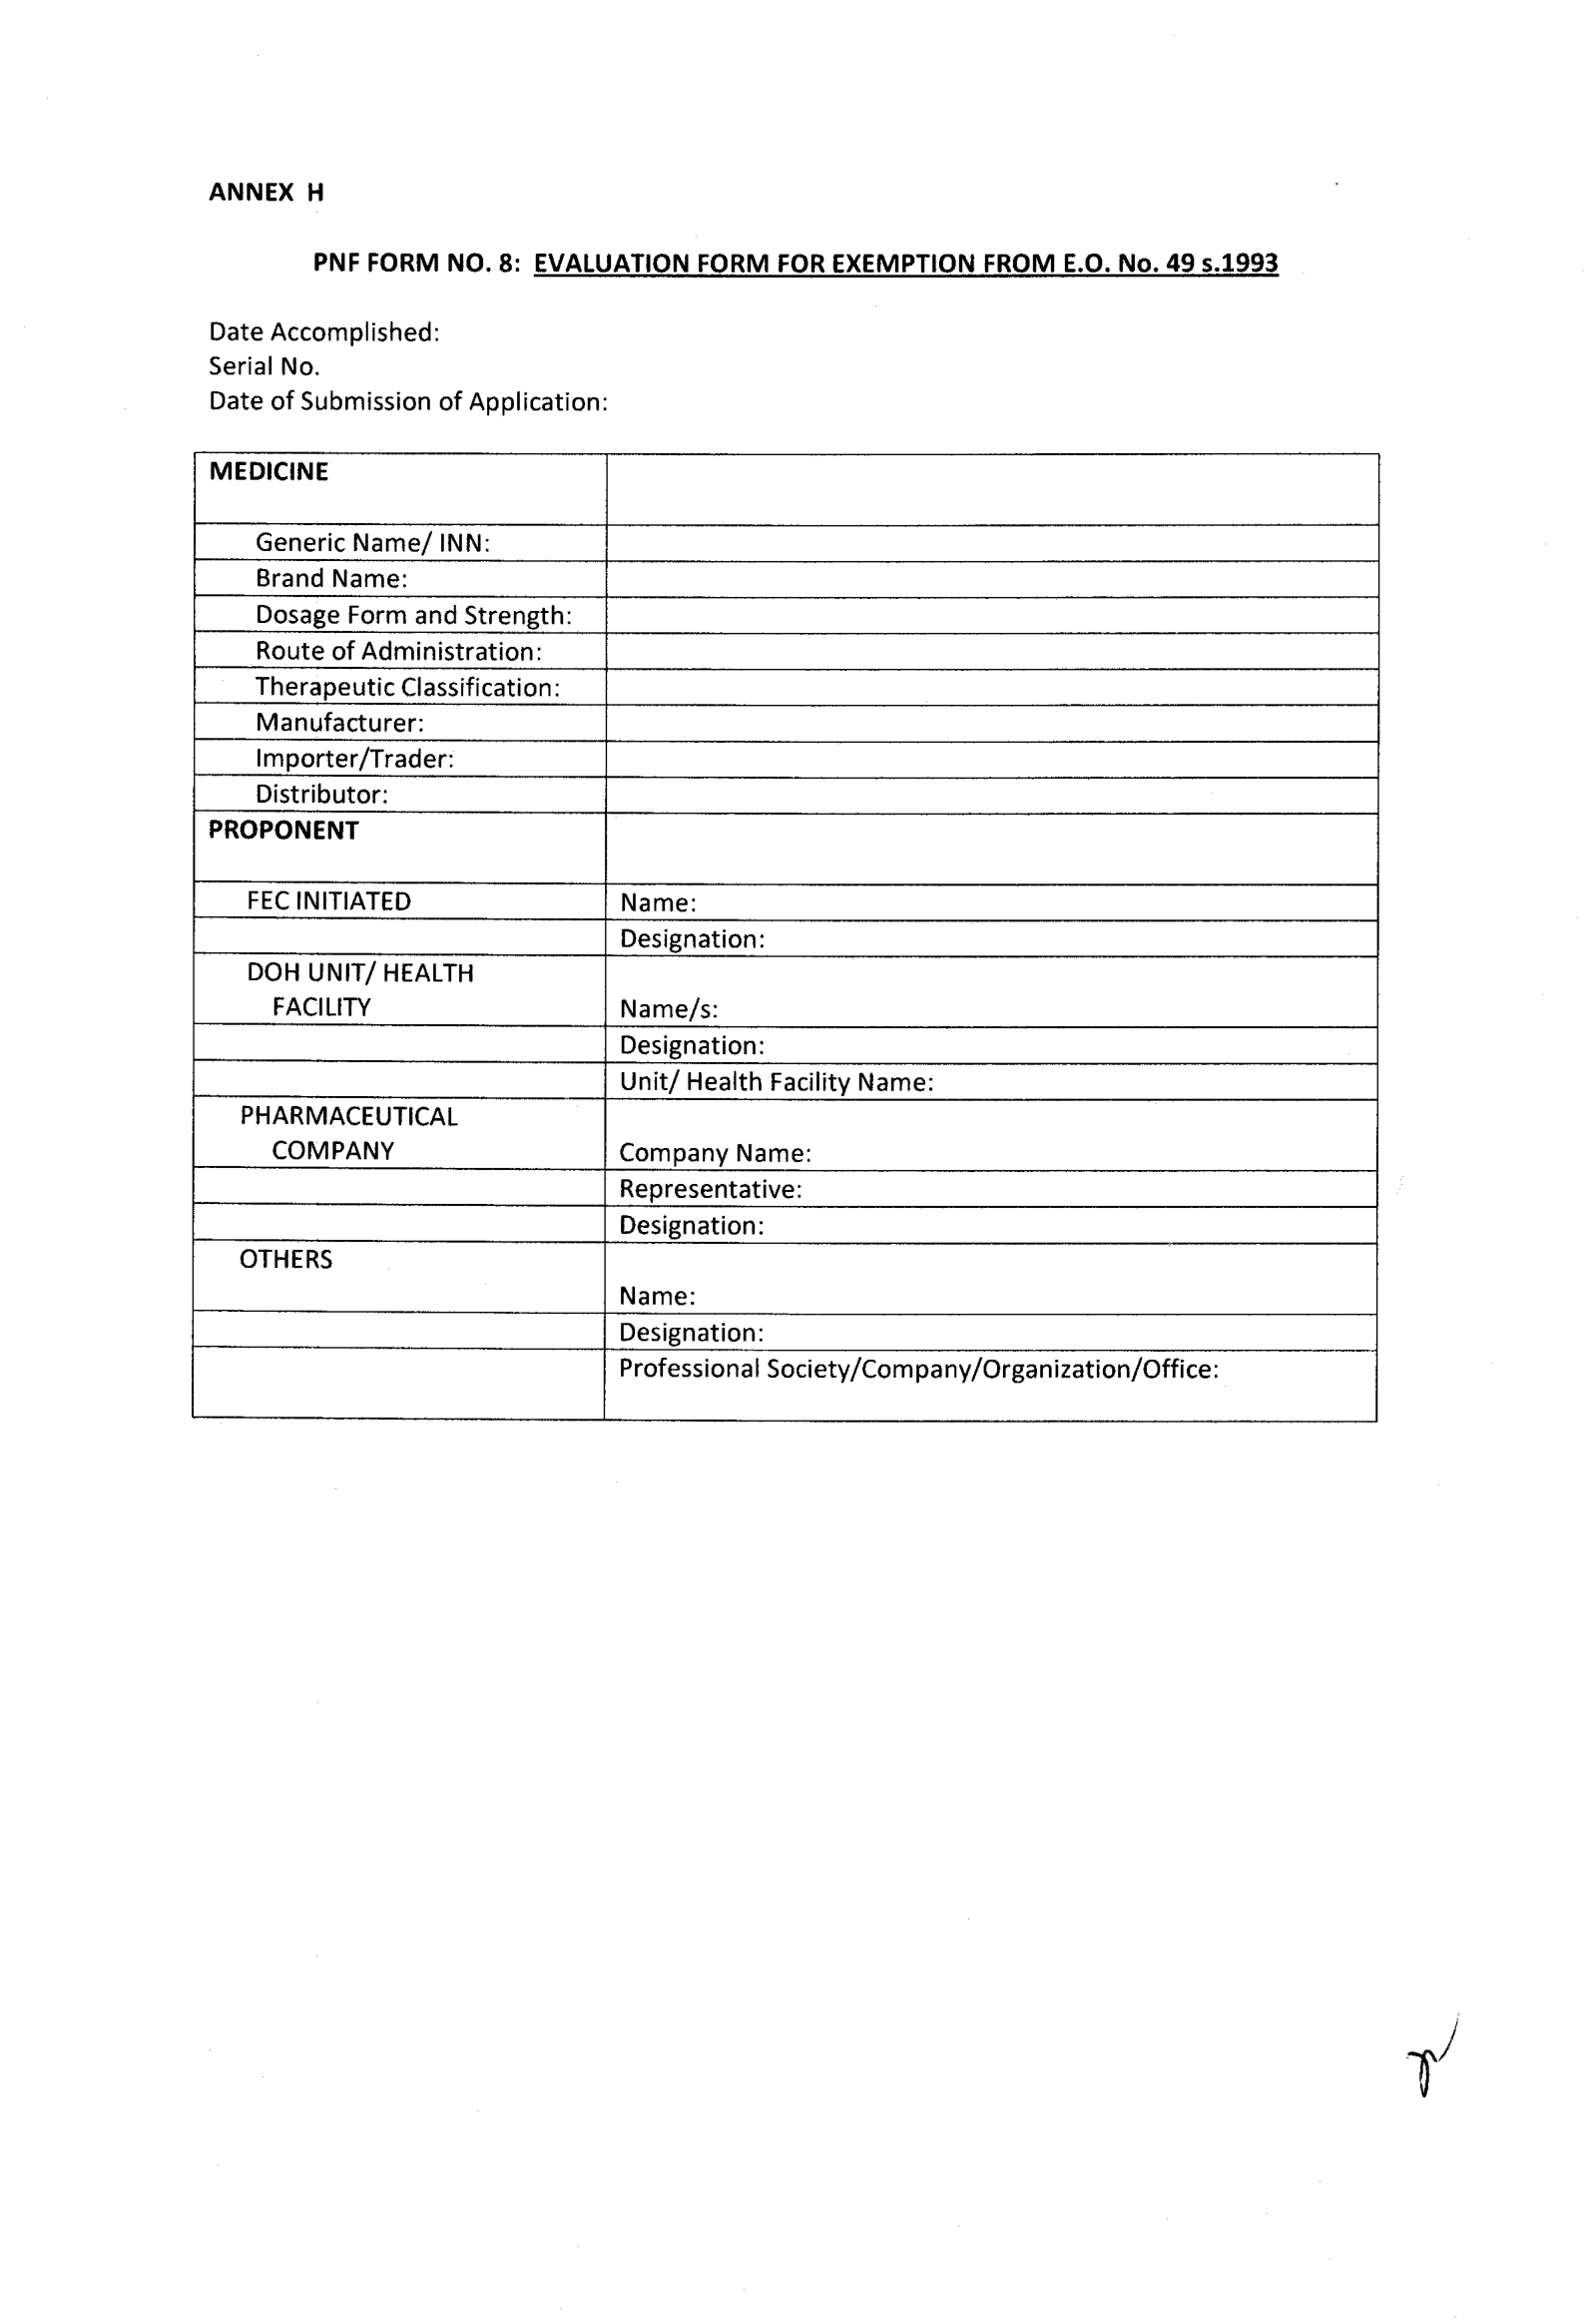 ANNEX H
PNF FORM NO. 8: EVALUATION FORM FOR EXEMPTION FROM E.O. No. 49 s.1993
Date Accomplished:
Serial No.
Date of Submission of Application:
MEDICINE
Generic Name/ INN:
Brand Name:
Dosage Form and Strength:
Route of Administration:
Therapeutic Classification:
Manufacturer:
Importer/Trader:
Distributor:
PROPONENT
FEC INITIATED
Name:
Designation:
DOH UNIT/ HEALTH
FACILITY
Name/s:
Designation:
Unit/ Health Facility Name:
PHARMACEUTICAL
COMPANY
Company Name:
Representative:
Designation:
OTHERS
Name:
Designation:
Professional Society/Company/Organization/Office: